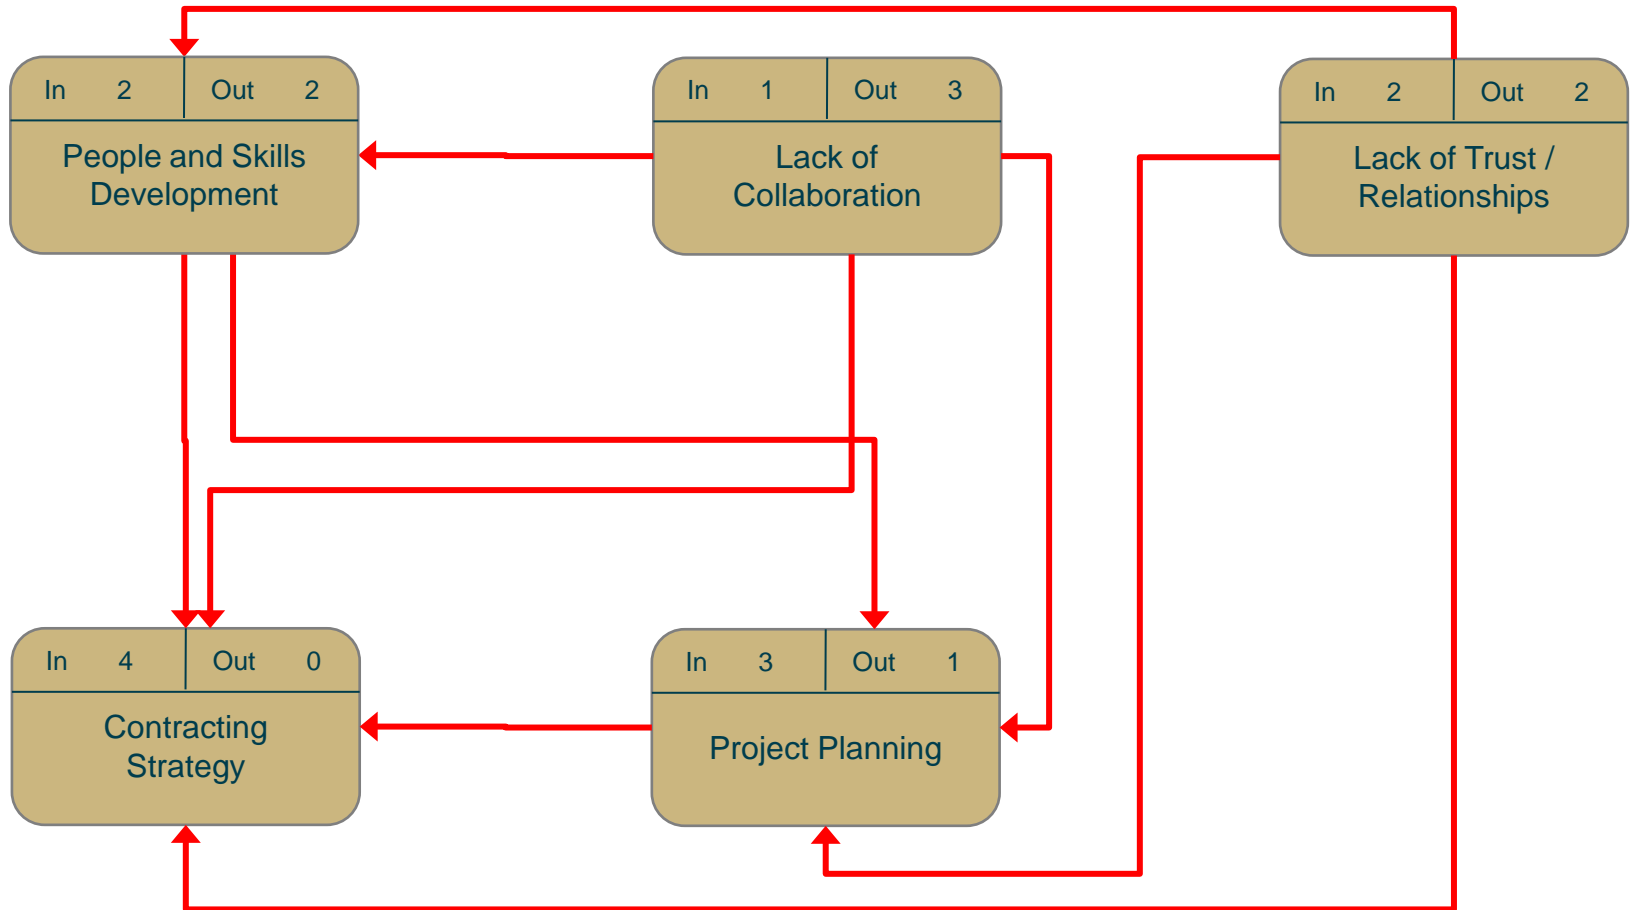 In 2 Out 2
People and Skills
Development
In 1 Out 3
Lack of
Collaboration
In 2 Out 2
Lack of Trust /
Relationships
In 4 Out 0
Contracting
Strategy
In 3 Out 1
Project Planning